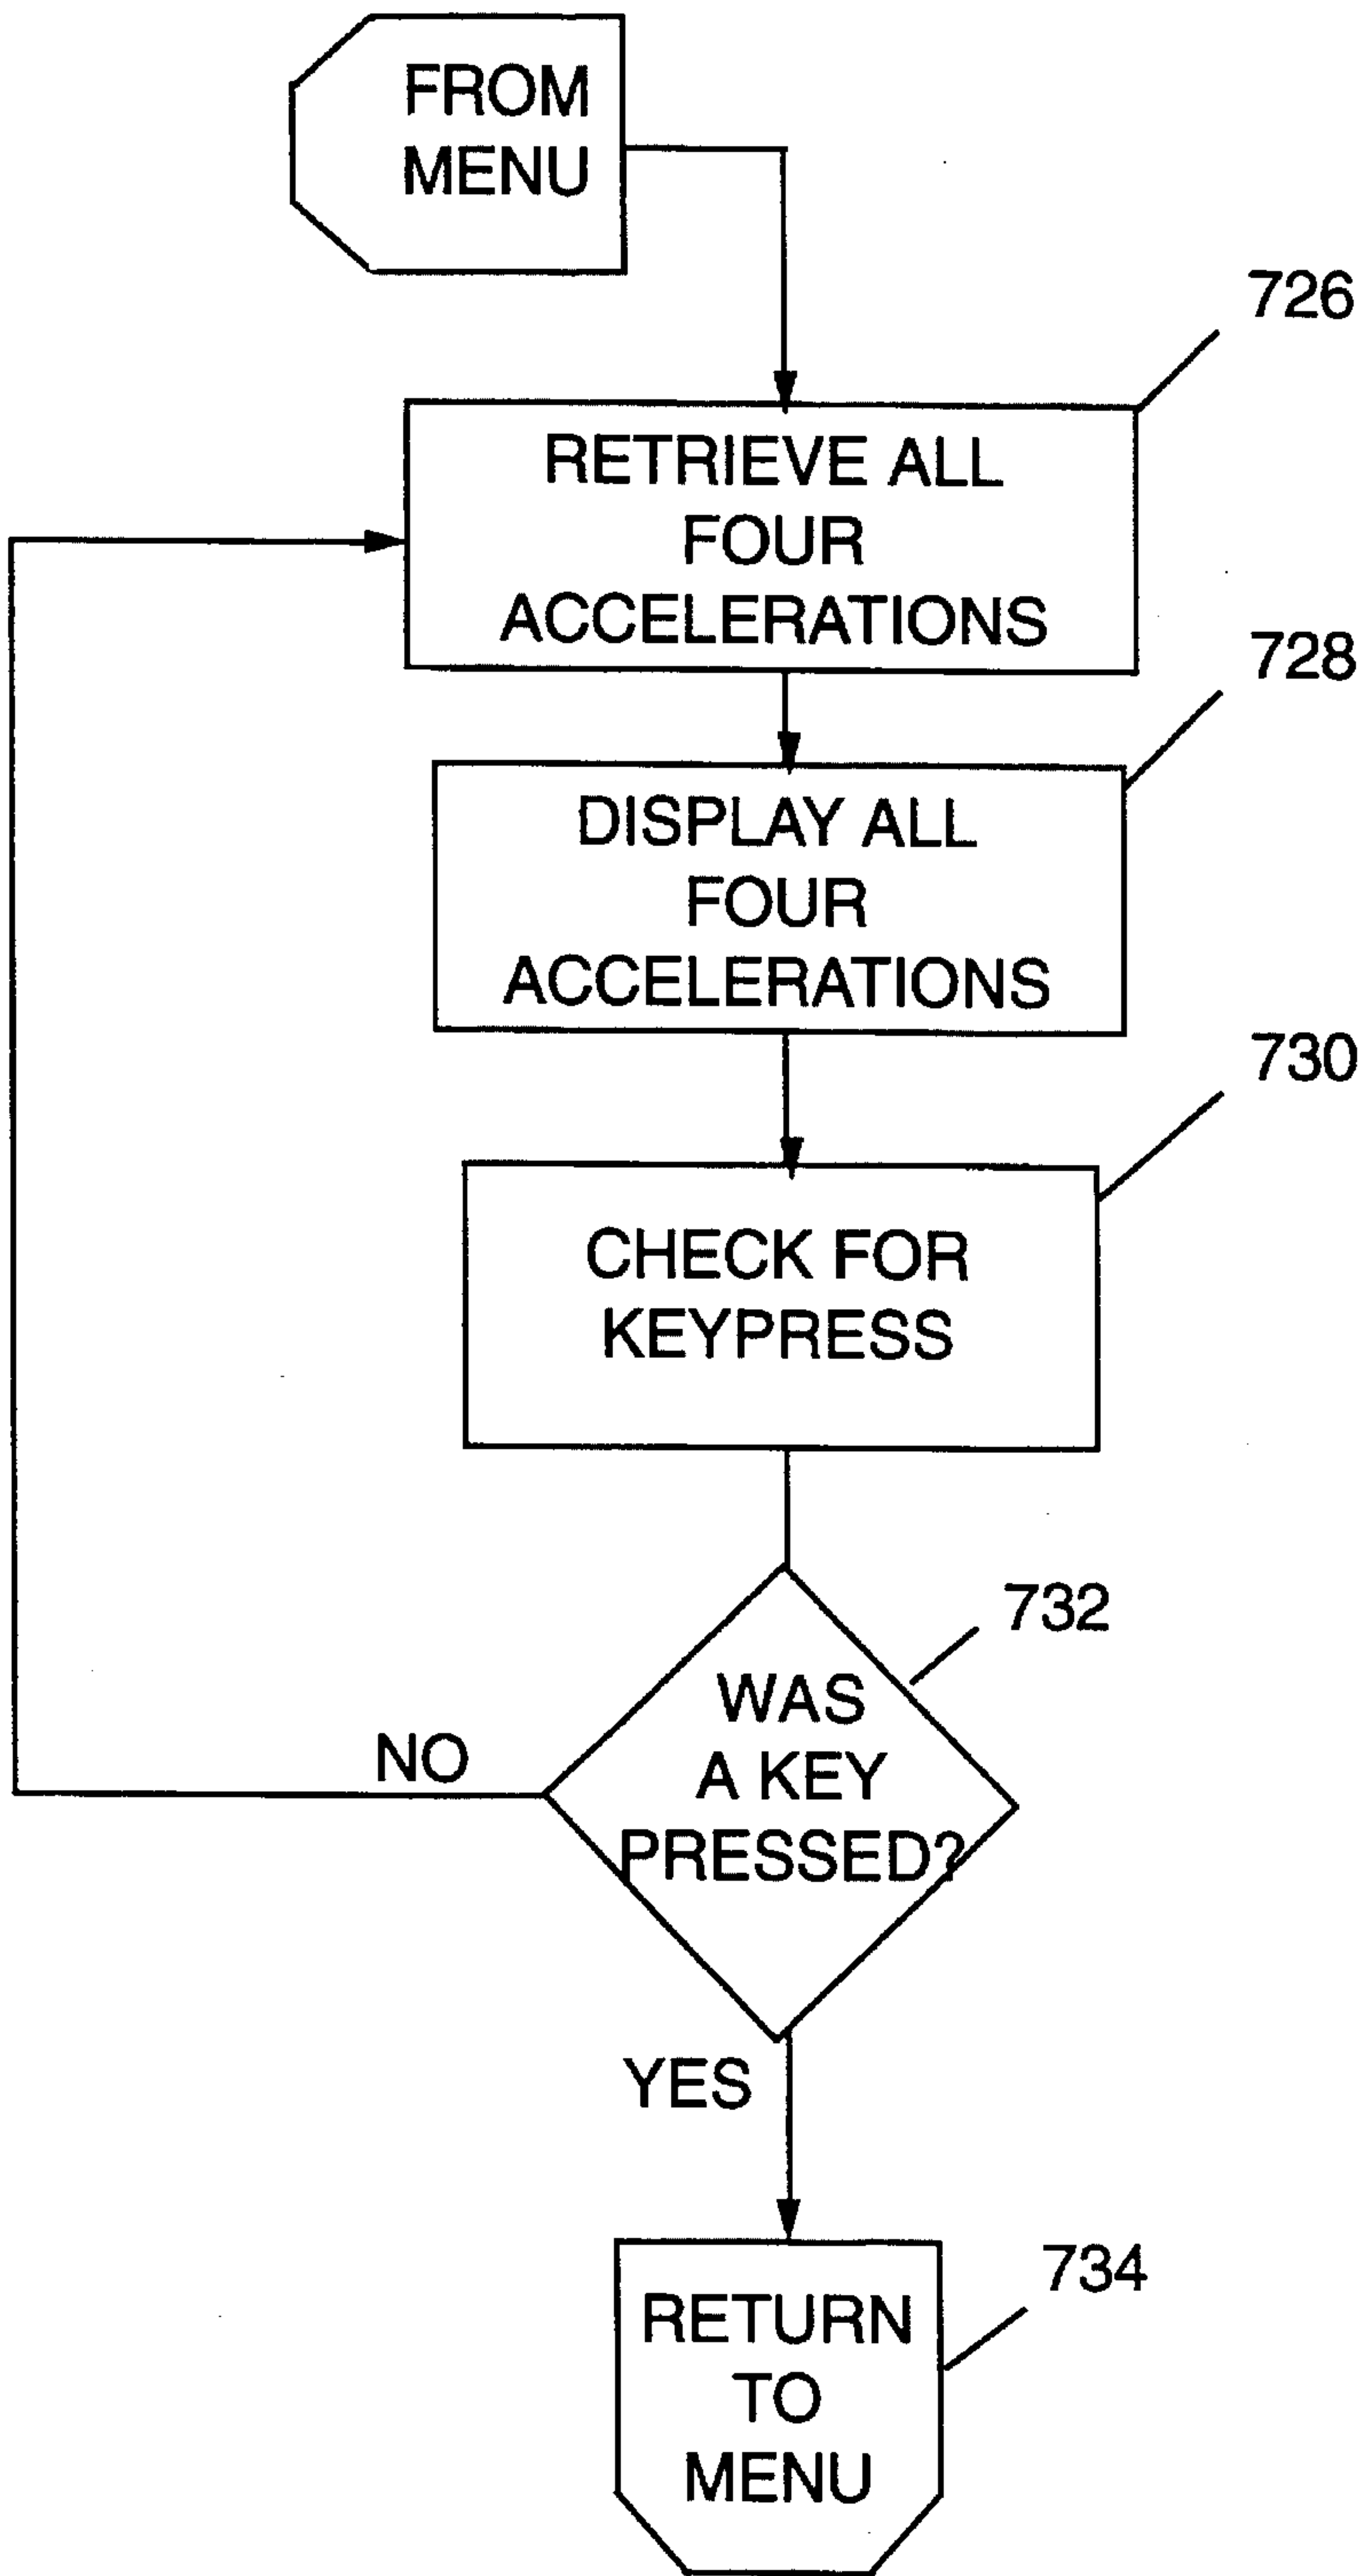 FROM
MENU
726
RETRIEVE ALL
FOUR
ACCELERATIONS
728
DISPLAY ALL
FOUR
ACCELERATIONS
730
CHECK FOR
KEYPRESS
732
WAS
A KEY
PRESSED?
NO
YES
734
RETURN
TO
MENU